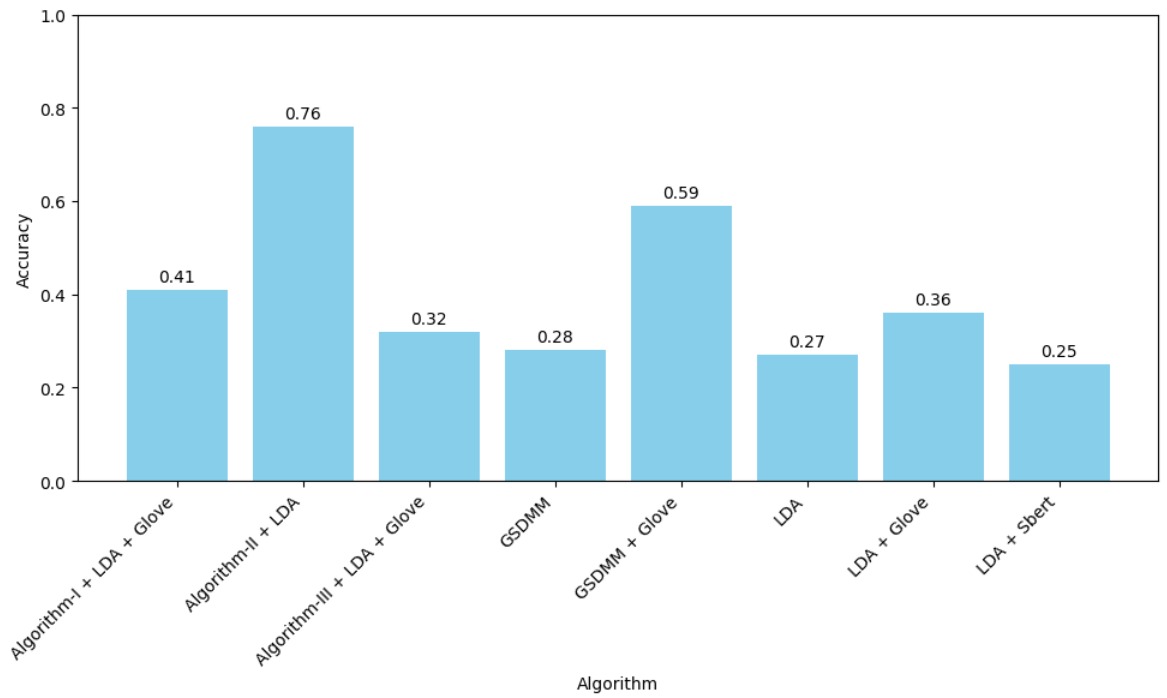 1.0
0.8
0.6
0.4
0.2
0.0
Accuracy
0.41
0.76
0.32
0.28
0.59
0.27
0.36
0.25
Algorithm-I + LDA + Glove
Algorithm-II + LDA
Algorithm-III + LDA + Glove
GSDMM
GSDMM + Glove
LDA
LDA + Glove
LDA + Sbert
Algorithm